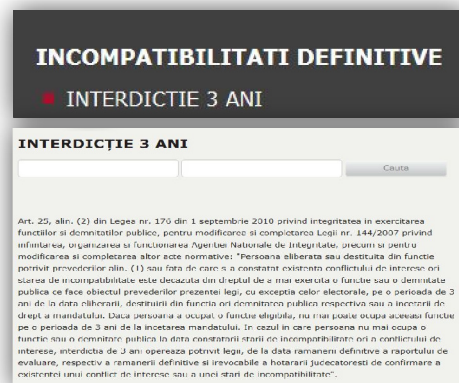 INCOMPATIBILITATI DEFINITIVE
INTERDICTIE 3 ANI
INTERDICȚIE 3 ANI
Cauta
Art. 25, alin. (2) din Legea nr. 176 din 1 septembrie 2010 privind integritatea in exercitarea
functiilor si demnitatilor publice, pentru modificarea si completarea Legii nr. 144/2007 privind
infiintarea, organizarea si functionarea Agentiei Nationale de Integritate, precum si pentru
modificarea si completarea altor acte normative: "Persoana eliberata sau destituita din functie
potrivit prevederilor alin. (1) sau fata de care s-a constatat existenta conflictului de interese ori
starea de incompatibilitate este decazuta din dreptul de a mai exercita o functie sau o demnitate
publica ce face obiectul prevederilor prezentei legi, cu exceptia celor electorale, pe o perioada de 3
ani de la data eliberarii, destituirii din functia ori demnitatea publica respectiva sau a incetarii de
drept a mandatului. Daca persoana a ocupat o functie eligibila, nu mai poate ocupa aceeasi functie
pe o perioada de 3 ani de la incetarea mandatului. In cazul in care persoana nu mai ocupa o
functie sau o demnitate publica la data constatarii starii de incompatibilitate ori a conflictului de
interese, interdictia de 3 ani opereaza potrivit legii, de la data ramanerii definitive a raportului de
evaluare, respectiv a ramanerii definitive si irevocabile a hotararii judecatoresti de confirmare a
existentei unui conflict de interese sau a unei stari de incompatibilitate".